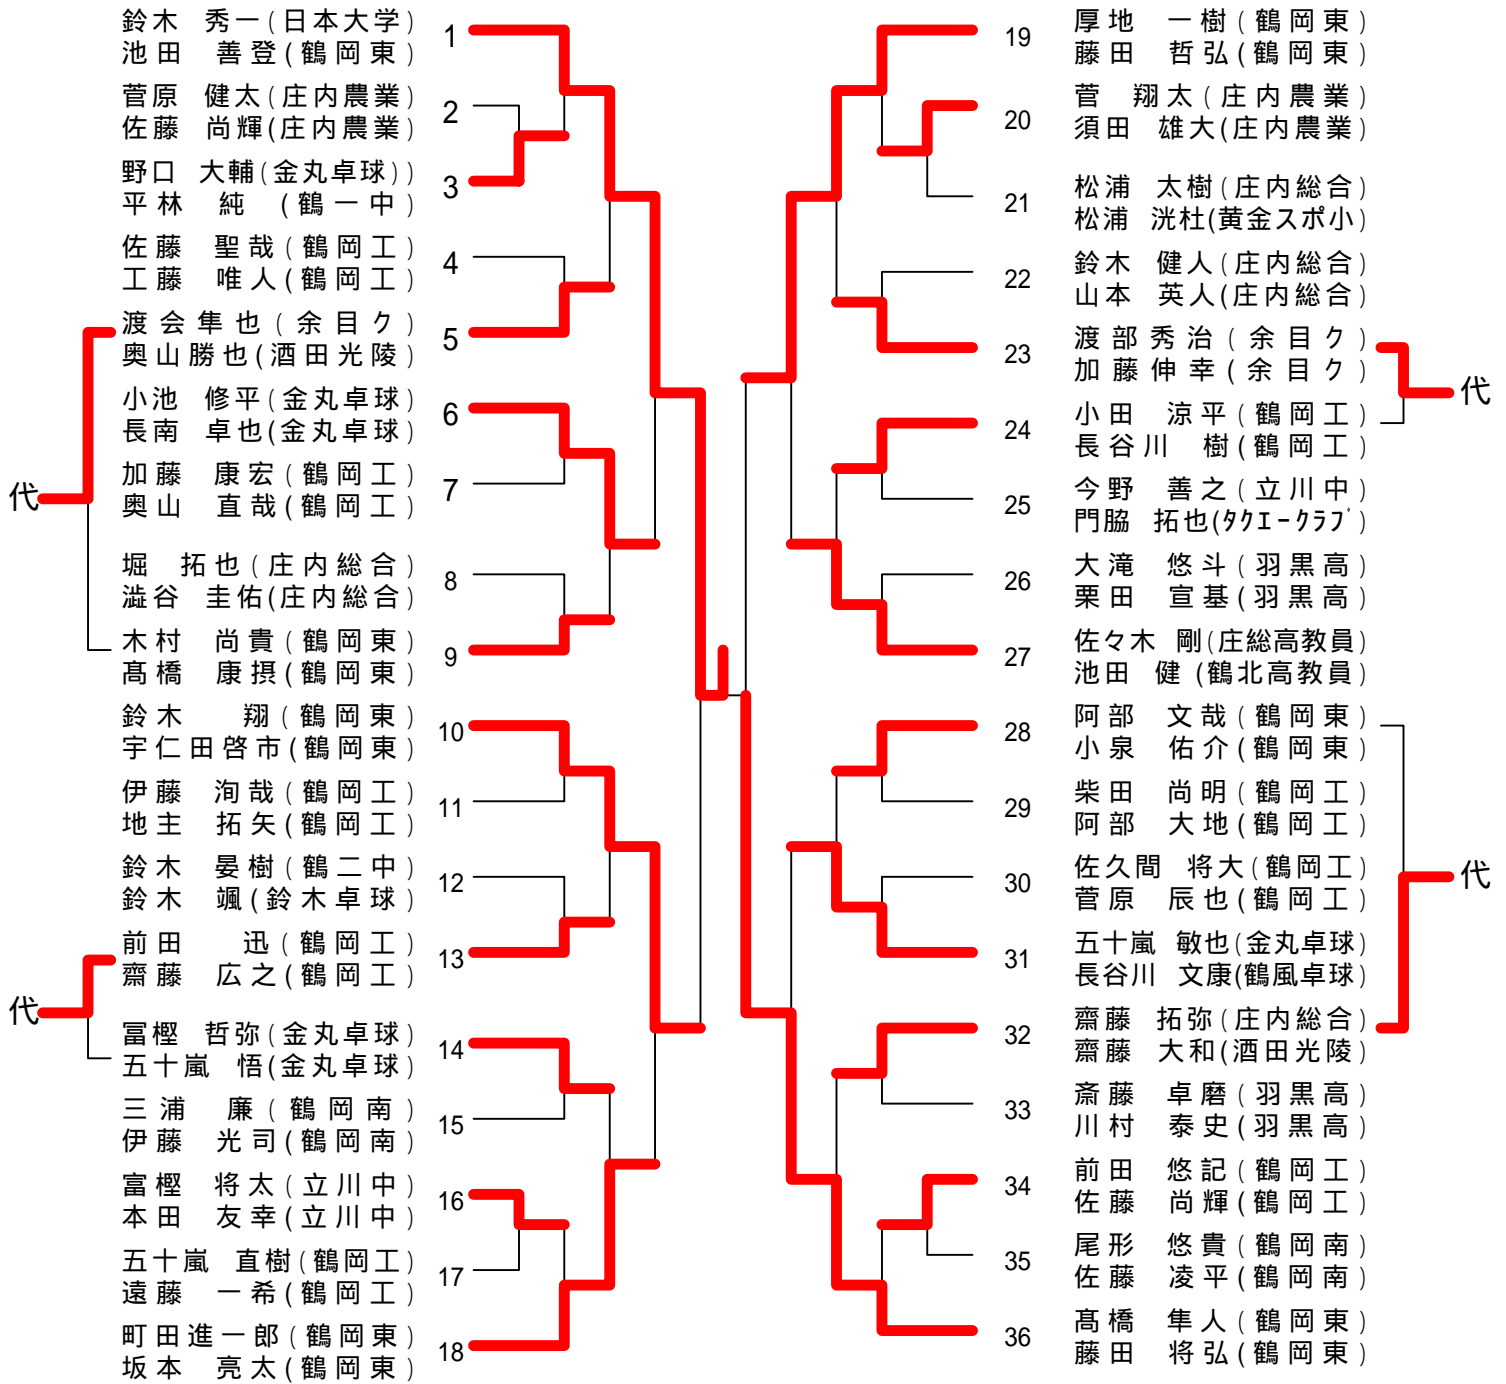 鈴木 秀一(日本大学)
池田 善登(鶴岡東)
1
菅原 健太(庄内農業)
佐藤 尚輝(庄内農業)
2
野口 大輔(金丸卓球))
平林 純 (鶴一中)
3
佐藤 聖哉(鶴岡工)
工藤 唯人(鶴岡工)
4
渡会隼也(余目ク)
奥山勝也(酒田光陵)
5
小池 修平(金丸卓球)
長南 卓也(金丸卓球)
6
加藤 康宏(鶴岡工)
奥山 直哉(鶴岡工)
7
代
堀 拓也(庄内総合)
澁谷 圭佑(庄内総合)
8
木村 尚貴(鶴岡東)
髙橋 康摂(鶴岡東)
9
鈴木 翔(鶴岡東)
宇仁田啓市(鶴岡東)
10
伊藤 洵哉(鶴岡工)
地主 拓矢(鶴岡工)
11
鈴木 晏樹(鶴二中)
鈴木 颯(鈴木卓球)
12
前田 迅(鶴岡工)
齋藤 広之(鶴岡工)
13
代
冨樫 哲弥(金丸卓球)
五十嵐 悟(金丸卓球)
14
三浦 廉(鶴岡南)
伊藤 光司(鶴岡南)
15
富樫 将太(立川中)
本田 友幸(立川中)
16
五十嵐 直樹(鶴岡工)
遠藤 一希(鶴岡工)
17
町田進一郎(鶴岡東)
坂本 亮太(鶴岡東)
18
19
厚地 一樹(鶴岡東)
藤田 哲弘(鶴岡東)
20
菅 翔太(庄内農業)
須田 雄大(庄内農業)
21
松浦 太樹(庄内総合)
松浦 洸杜(黄金スポ小)
22
鈴木 健人(庄内総合)
山本 英人(庄内総合)
23
渡部秀治(余目ク)
加藤伸幸(余目ク)
代
24
小田 涼平(鶴岡工)
長谷川 樹(鶴岡工)
25
今野 善之(立川中)
門脇 拓也(タクエークラブ)
26
大滝 悠斗(羽黒高)
栗田 宣基(羽黒高)
27
佐々木 剛(庄総高教員)
池田 健(鶴北高教員)
28
阿部 文哉(鶴岡東)
小泉 佑介(鶴岡東)
29
柴田 尚明(鶴岡工)
阿部 大地(鶴岡工)
30
佐久間 将大(鶴岡工)
菅原 辰也(鶴岡工)
代
31
五十嵐 敏也(金丸卓球)
長谷川 文康(鶴風卓球)
32
齋藤 拓弥(庄内総合)
齋藤 大和(酒田光陵)
33
斎藤 卓磨(羽黒高)
川村 泰史(羽黒高)
34
前田 悠記(鶴岡工)
佐藤 尚輝(鶴岡工)
35
尾形 悠貴(鶴岡南)
佐藤 凌平(鶴岡南)
36
髙橋 隼人(鶴岡東)
藤田 将弘(鶴岡東)